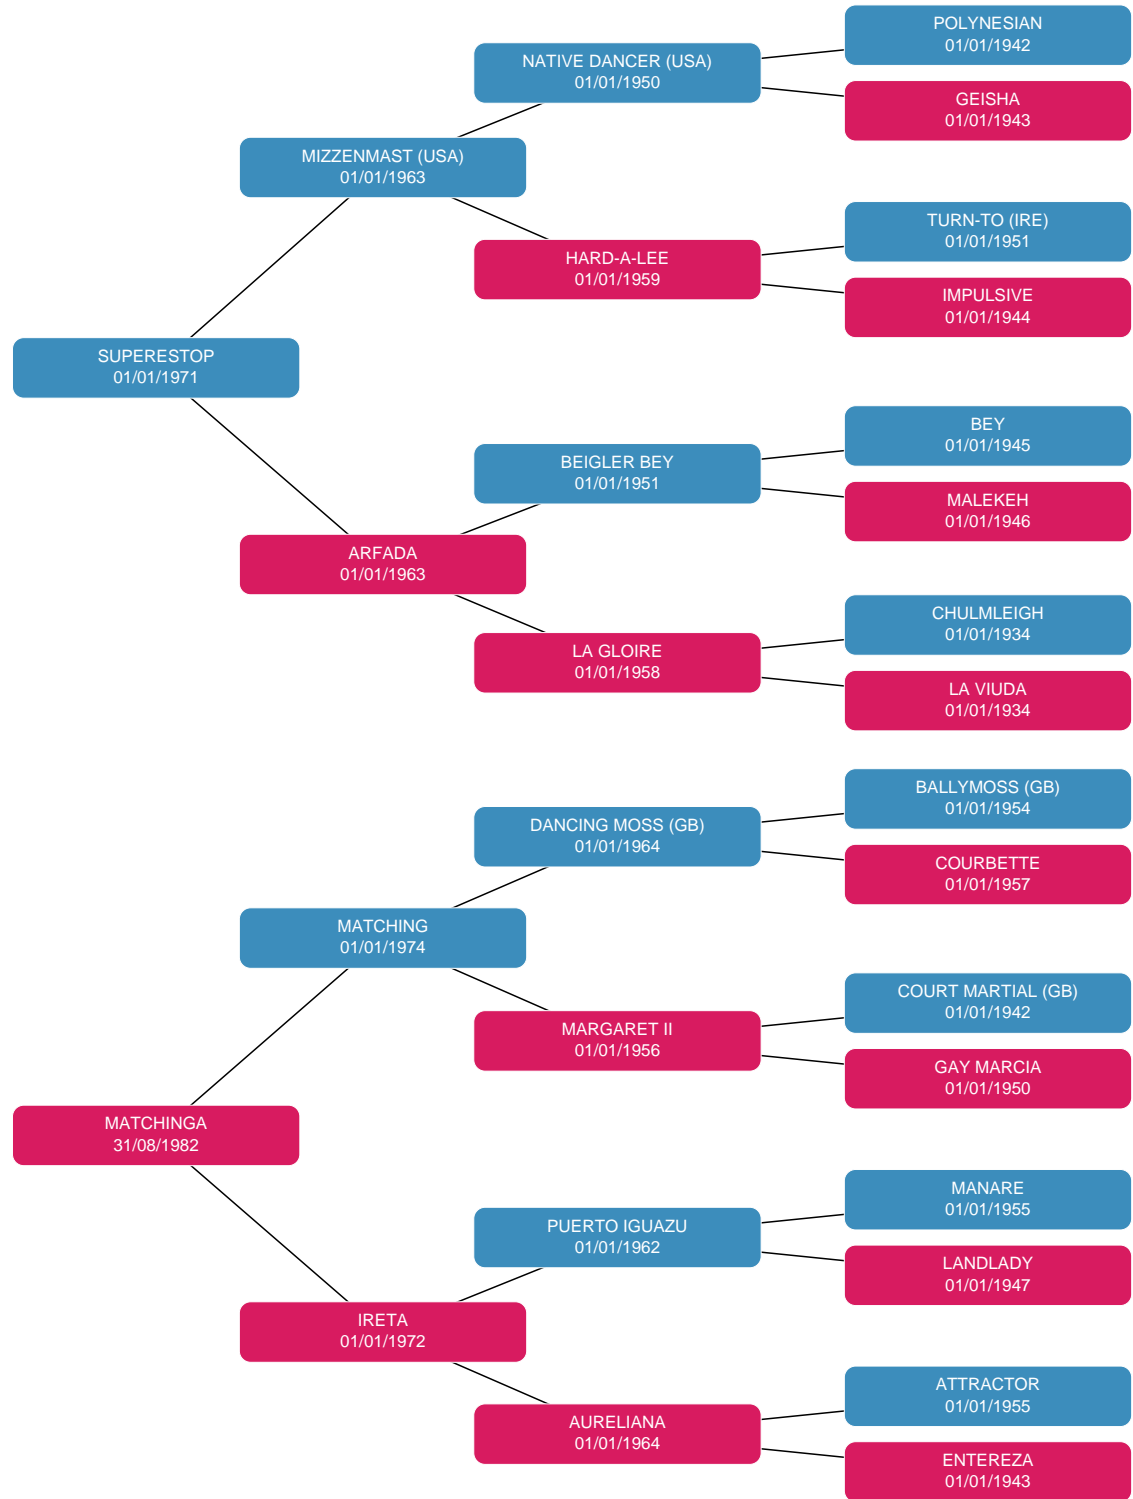 POLYNESIAN
01/01/1942
NATIVE DANCER (USA)
01/01/1950
GEISHA
01/01/1943
MIZZENMAST (USA)
01/01/1963
TURN-TO (IRE)
01/01/1951
HARD-A-LEE
01/01/1959
IMPULSIVE
01/01/1944
SUPERESTOP
01/01/1971
BEY
01/01/1945
BEIGLER BEY
01/01/1951
MALEKEH
01/01/1946
ARFADA
01/01/1963
CHULMLEIGH
01/01/1934
LA GLOIRE
01/01/1958
LA VIUDA
01/01/1934
BALLYMOSS (GB)
01/01/1954
DANCING MOSS (GB)
01/01/1964
COURBETTE
01/01/1957
MATCHING
01/01/1974
COURT MARTIAL (GB)
01/01/1942
MARGARET II
01/01/1956
GAY MARCIA
01/01/1950
MATCHINGA
31/08/1982
MANARE
01/01/1955
PUERTO IGUAZU
01/01/1962
LANDLADY
01/01/1947
IRETA
01/01/1972
ATTRACTOR
01/01/1955
AURELIANA
01/01/1964
ENTEREZA
01/01/1943